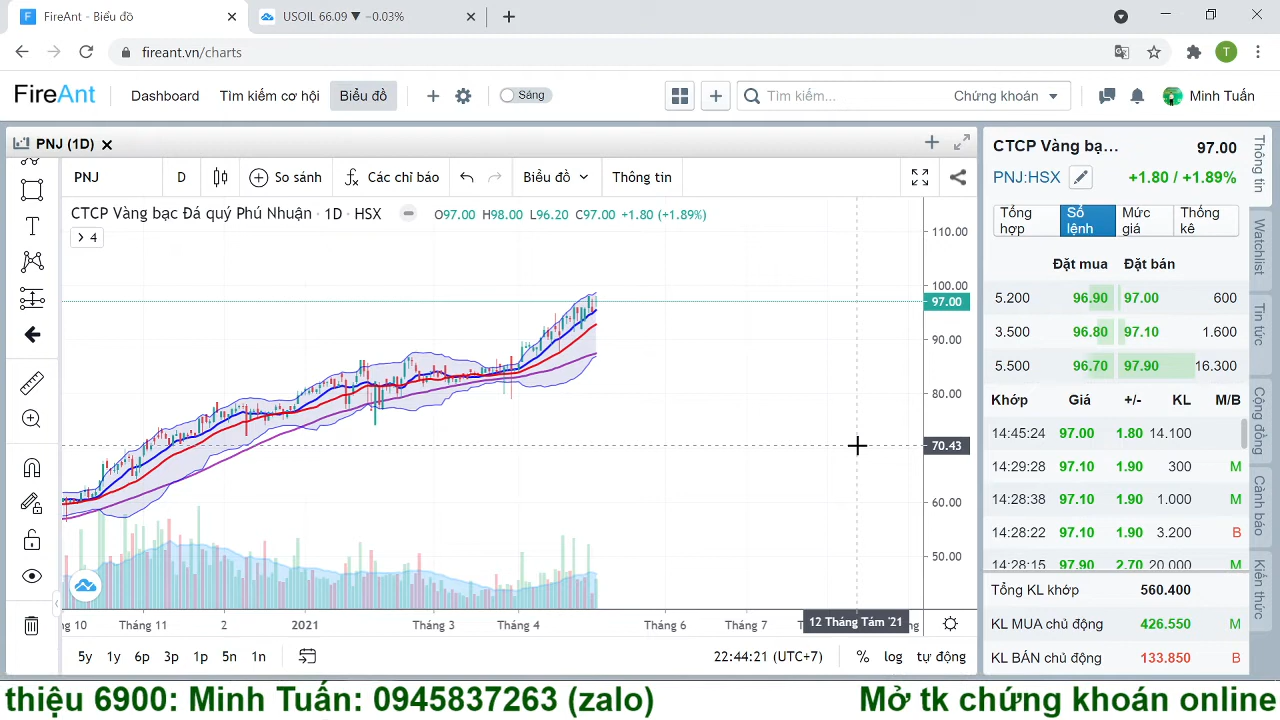 FireAnt - Biểu đồ
USOIL 66.09 ▼ −0.03%
fireant.vn/charts
T
FireAnt
Dashboard
Tìm kiếm cơ hội
Biểu đồ
Sáng
Tìm kiếm...
Chứng khoán
Minh Tuấn
PNJ (1D)
PNJ
D
So sánh
Các chỉ báo
Biểu đồ
Thông tin
CTCP Vàng bạc Đá quý Phú Nhuận · 1D · HSX
O97.00 H98.00 L96.20 C97.00 +1.80 (+1.89%)
4
110.00
100.00
97.00
90.00
80.00
70.43
60.00
50.00
ng 10
Tháng 11
2
2021
Tháng 3
Tháng 4
Tháng 6
Tháng 7
12 Tháng Tám '21
5y 1y 6p 3p 1p 5n 1n
22:44:21 (UTC+7)
% log tự động
CTCP Vàng bạ...
97.00
PNJ:HSX
+1.80 / +1.89%
Tổng hợp
Sổ lệnh
Mức giá
Thống kê
Đặt mua Đặt bán
5.200 96.90 97.00 600
3.500 96.80 97.10 1.600
5.500 96.70 97.90 16.300
Khớp Giá +/- KL M/B
14:45:24 97.00 1.80 14.100
14:29:28 97.10 1.90 300 M
14:28:38 97.10 1.90 1.000 M
14:28:22 97.10 1.90 3.200 B
14:28:15 97.90 2.70 20.000 M
Tổng KL khớp 560.400
KL MUA chủ động 426.550 M
KL BÁN chủ động 133.850 B
Thông tin
Watchlist
Tin tức
Cộng đồng
Cảnh báo
Kiến thức
thiệu 6900: Minh Tuấn: 0945837263 (zalo)
Mở tk chứng khoán online